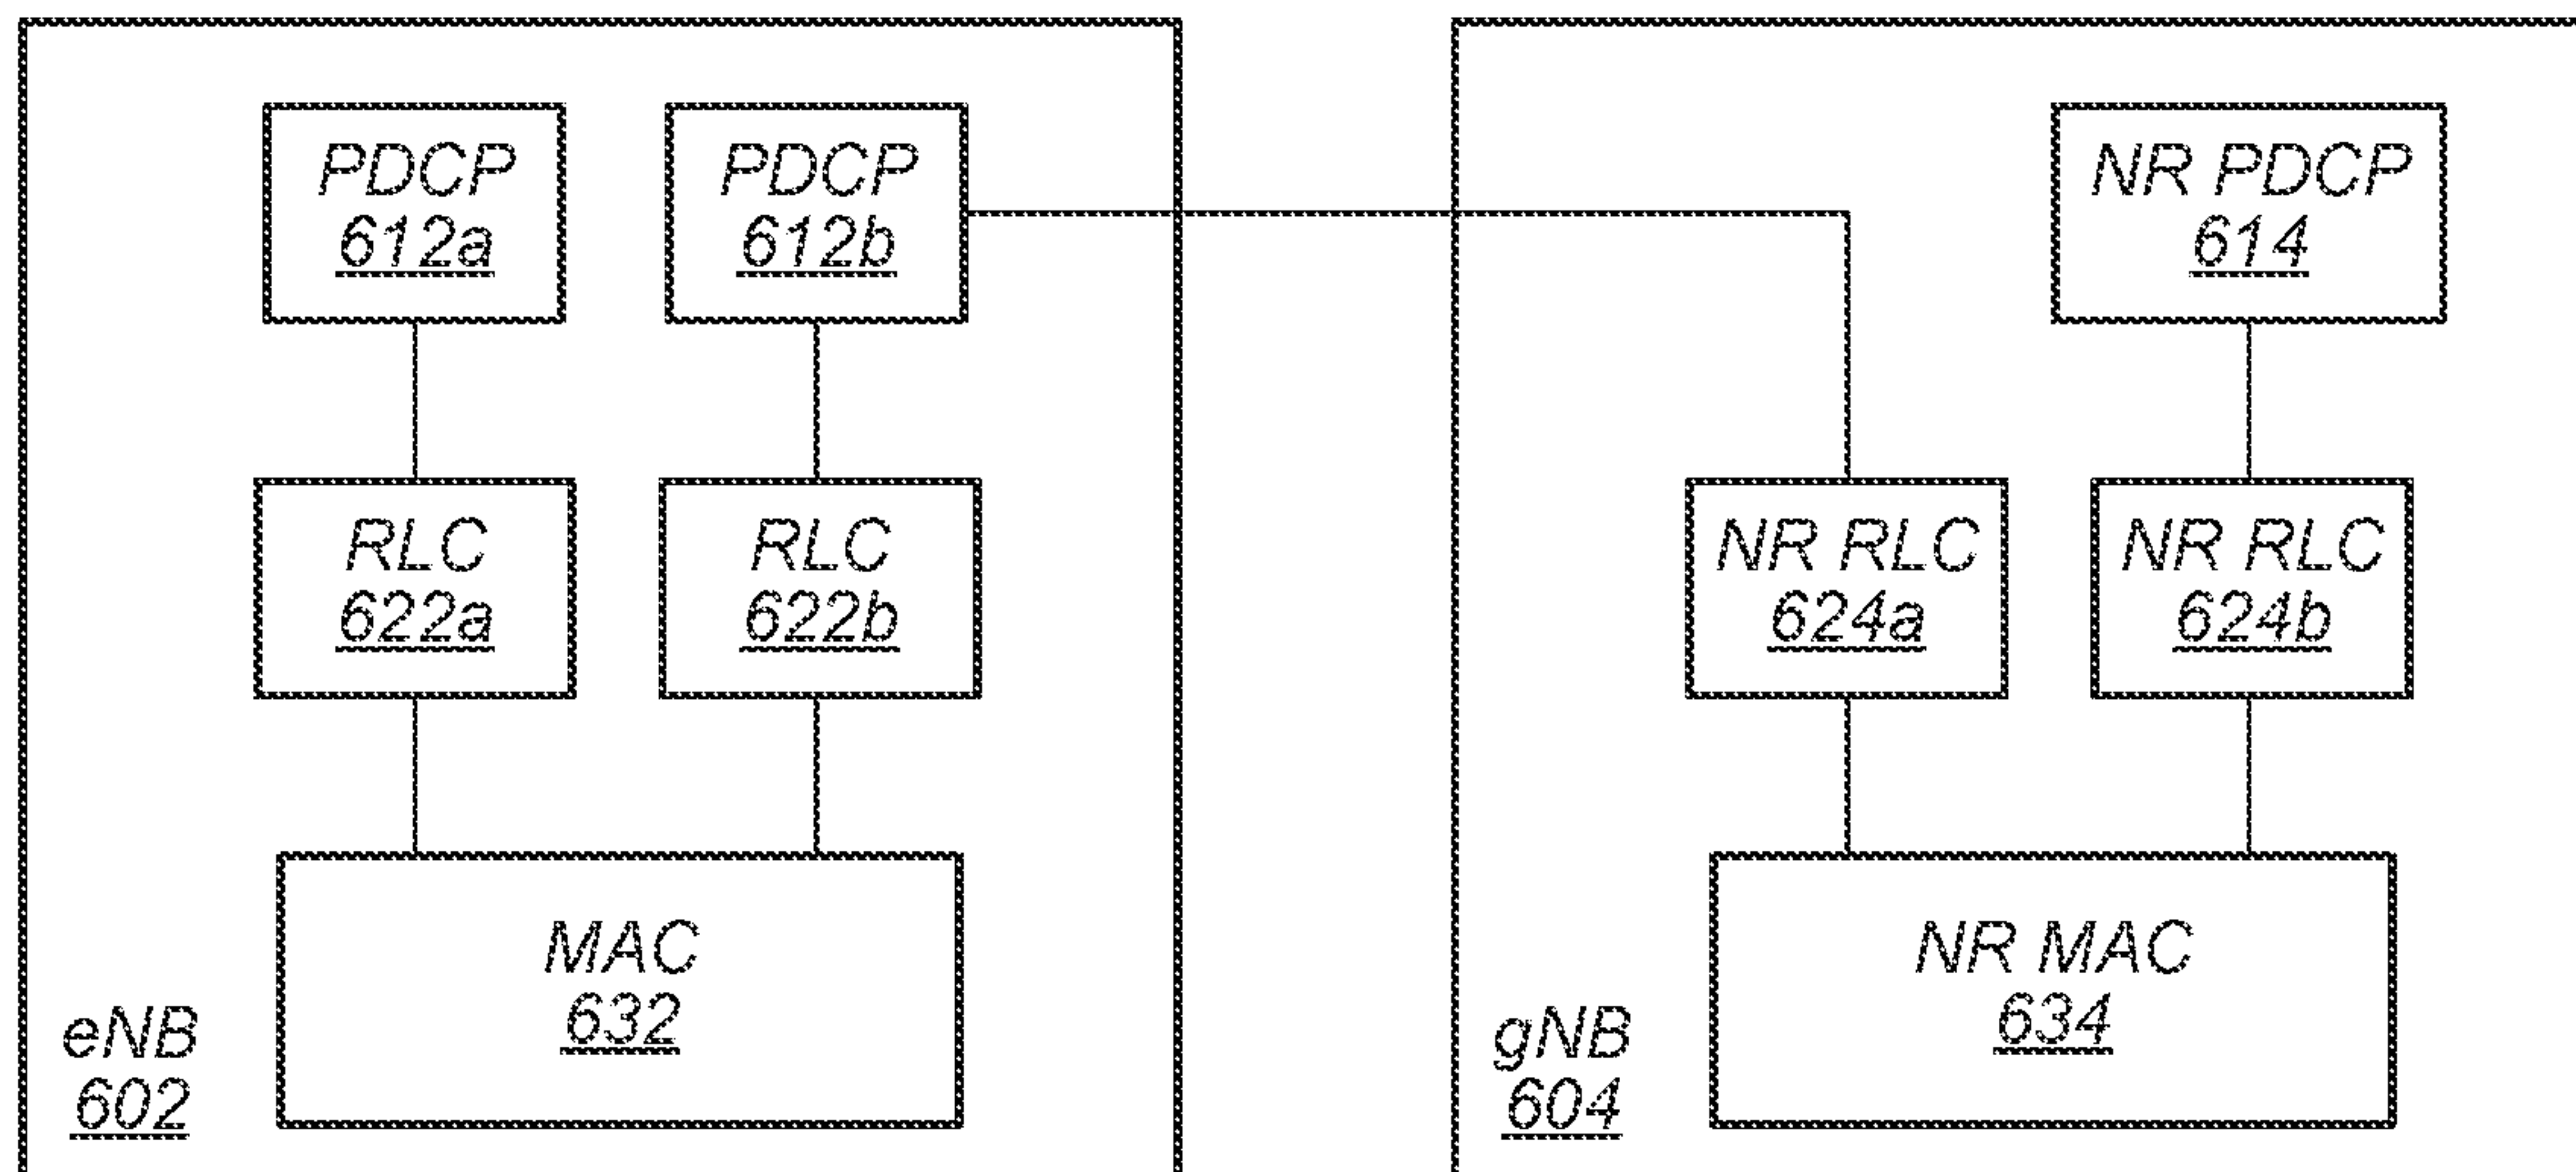 PDCP
612a
PDCP
612b
NR PDCP
614
RLC
622a
RLC
622b
NR RLC
624a
NR RLC
624b
MAC
632
eNB
602
NR MAC
634
gNB
604